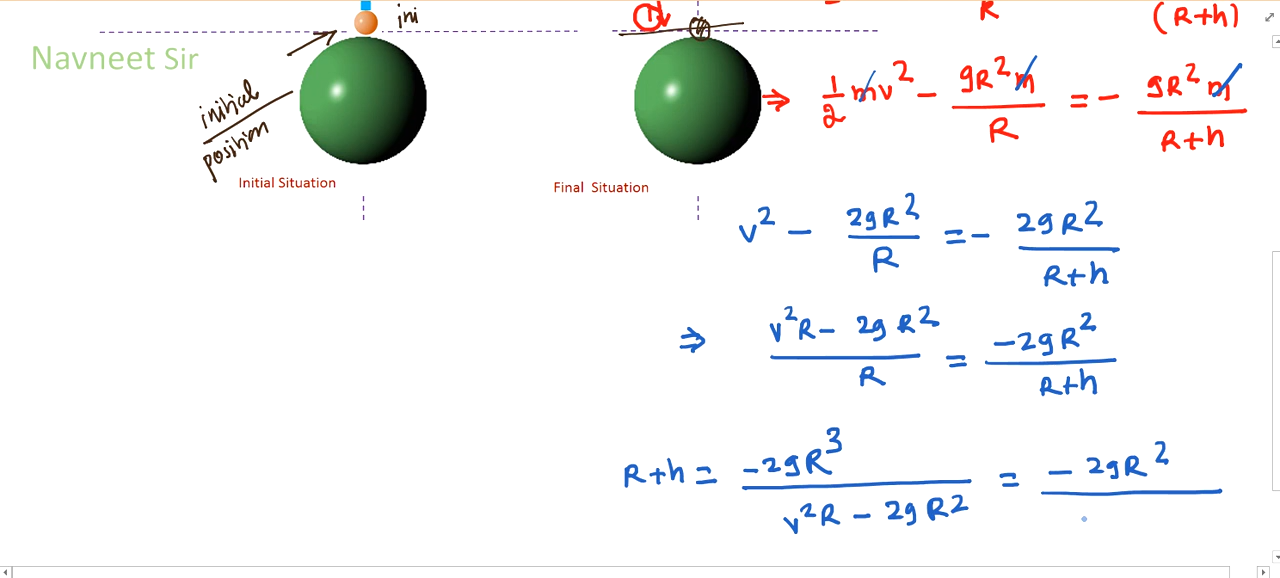 ini
R (R+h)
Navneet Sir
initial
position
⇒ 1/2 mv² − gR²m/R = − gR²m/R+h
Initial Situation
Final Situation
v² − 2gR²/R = − 2gR²/R+h
⇒ v²R − 2gR²/R = −2gR²/R+h
R+h = −2gR³/v²R − 2gR2 = − 2gR²